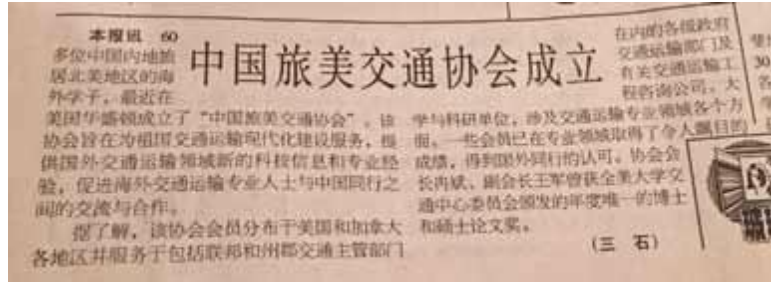 中国旅美交通协会成立
本报讯 60
多位中国内地旅
居北美地区的海
外学子，最近在
美国华盛顿成立了“中国旅美交通协会”。该
协会旨在为祖国交通运输现代化建设服务，提
供国外交通运输领域新的科技信息和专业经
验，促进海外交通运输专业人士与中国同行之
间的交流与合作。
据了解，该协会会员分布于美国和加拿大
各地区并服务于包括联邦和州郡交通主管部门
在内的各级政府
交通运输部门及
有关交通运输工
程咨询公司、大
学与科研单位，涉及交通运输专业领域各个方
面。一些会员已在专业领域取得了令人瞩目的
成绩，得到国外同行的认可。协会会
长冉斌、副会长王军曾获全美大学交
通中心委员会颁发的年度唯一的博士
和硕士论文奖。
（三 石）
30